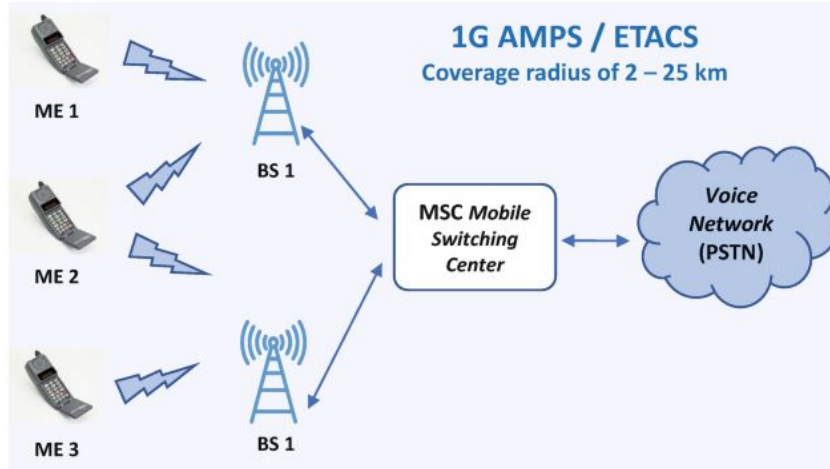 1G AMPS / ETACS
Coverage radius of 2 – 25 km
ME 1
BS 1
ME 2
MSC Mobile
Switching
Center
Voice
Network
(PSTN)
ME 3
BS 1